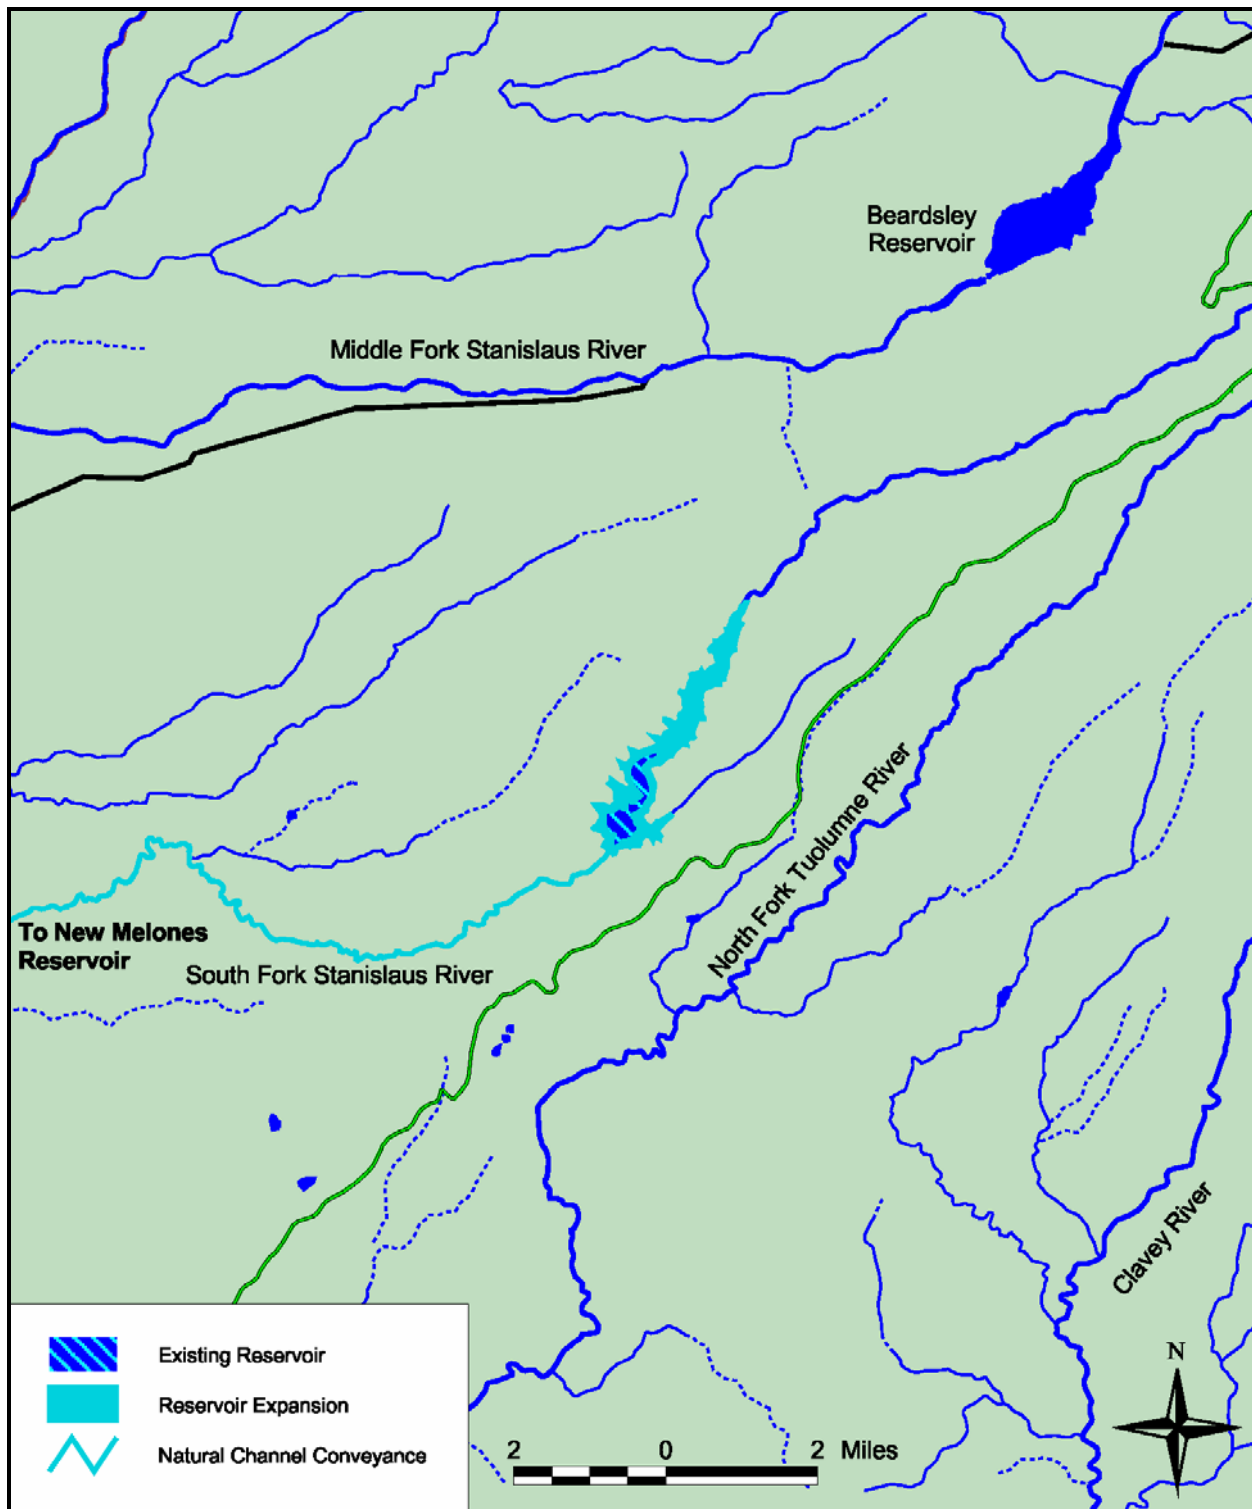 Beardsley
Reservoir
Middle Fork Stanislaus River
North Fork Tuolumne River
To New Melones
Reservoir
South Fork Stanislaus River
Clavey River
Existing Reservoir
Reservoir Expansion
Natural Channel Conveyance
2 0 2 Miles
N